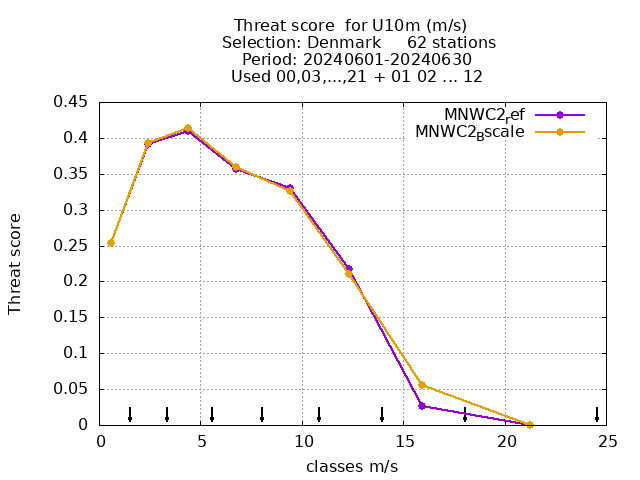 Threat score  for U10m (m/s)
Selection: Denmark     62 stations
Period: 20240601-20240630
Used 00,03,...,21 + 01 02 ... 12
MNWC2ref
MNWC2Bscale
0.45
0.4
0.35
0.3
0.25
0.2
0.15
0.1
0.05
0
Threat score
0 5 10 15 20 25
classes m/s